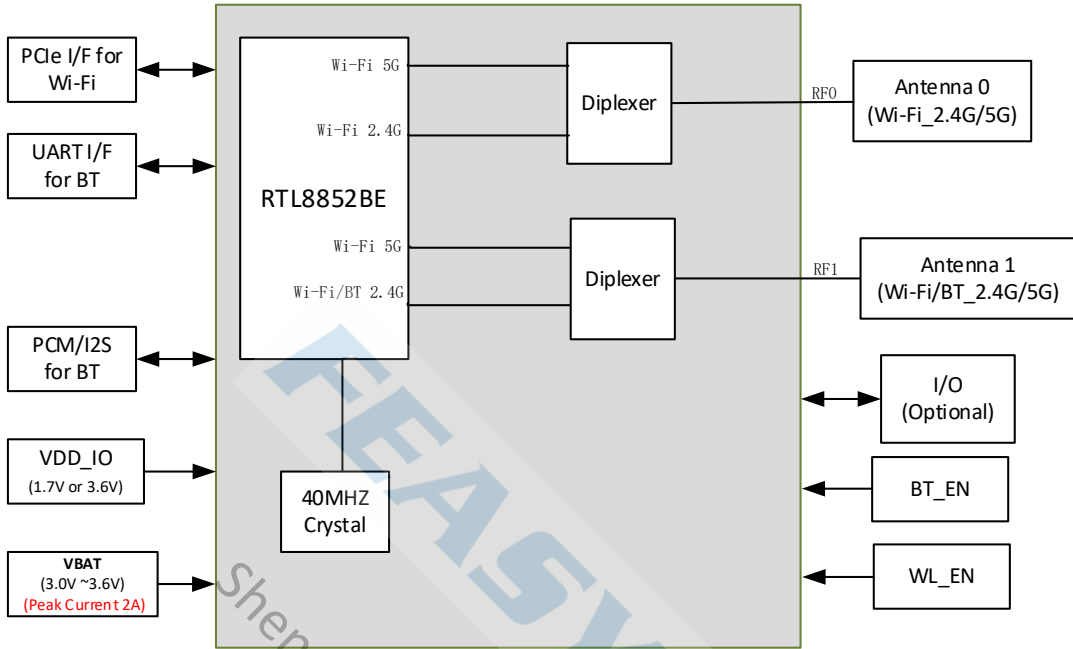 PCIe I/F for
Wi-Fi
UART I/F
for BT
PCM/I2S
for BT
VDD_IO
(1.7V or 3.6V)
VBAT
(3.0V ~3.6V)
(Peak Current 2A)
RTL8852BE
Wi-Fi 5G
Wi-Fi 2.4G
Wi-Fi 5G
Wi-Fi/BT 2.4G
40MHZ
Crystal
Diplexer
Diplexer
RF0
RF1
Antenna 0
(Wi-Fi_2.4G/5G)
Antenna 1
(Wi-Fi/BT_2.4G/5G)
I/O
(Optional)
BT_EN
WL_EN
FEASY
Shen